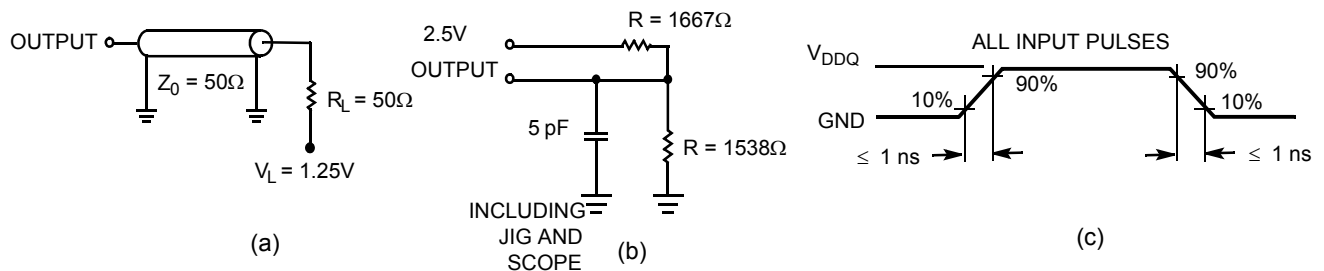 OUTPUT
Z0 = 50Ω
RL = 50Ω
VL = 1.25V
(a)
R = 1667Ω
2.5V
OUTPUT
5 pF
R = 1538Ω
INCLUDING
JIG AND
SCOPE
(b)
ALL INPUT PULSES
VDDQ
90%
90%
10%
10%
GND
≤ 1 ns
≤ 1 ns
(c)